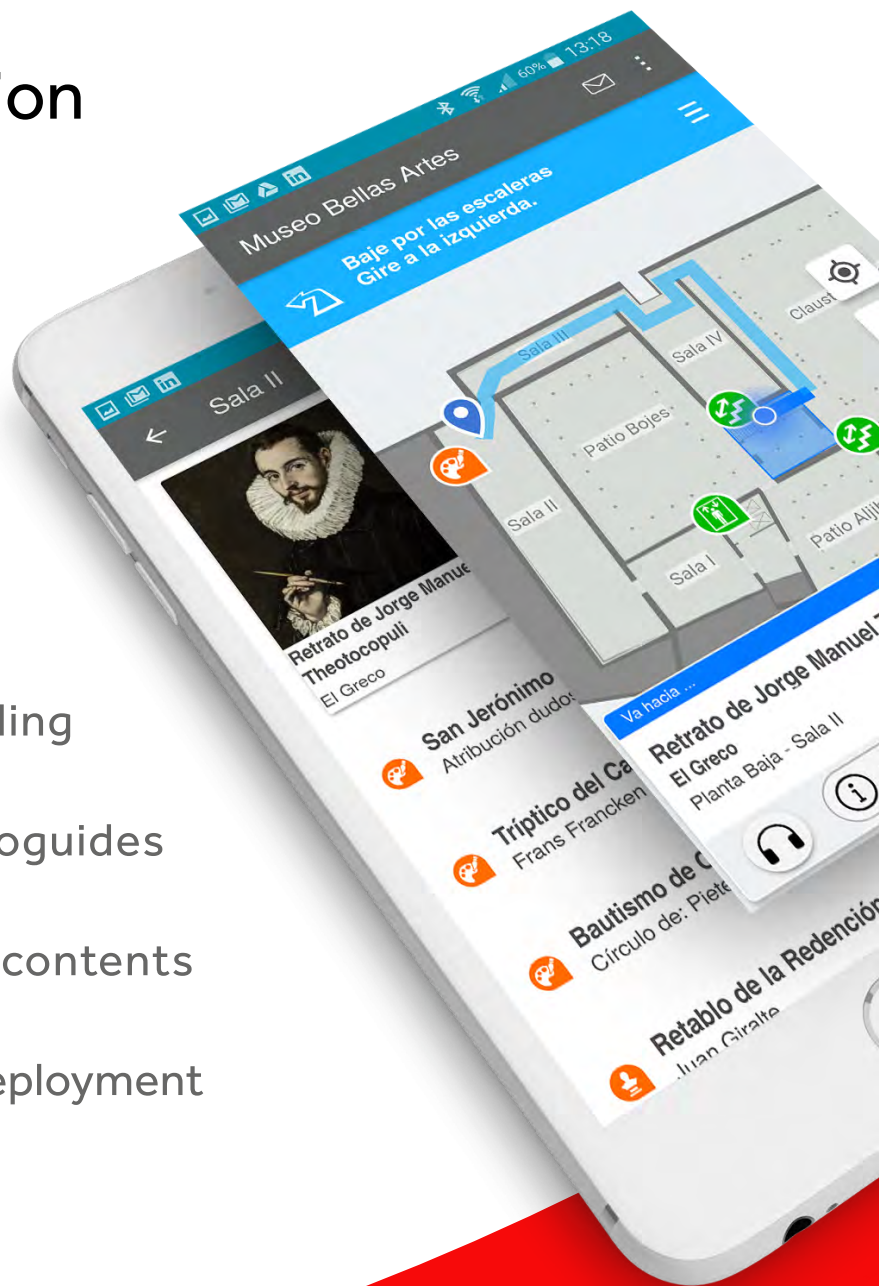 on
ding
oguides
contents
eployment
60% 13:18
Museo Bellas Artes
Baje por las escaleras
Gire a la izquierda.
Sala III
Sala IV
Claust
Patio Bojes
Sala II
Sala I
Patio Aljib
Va hacia ...
Retrato de Jorge Manuel T
El Greco
Planta Baja - Sala II
Sala II
Retrato de Jorge Manue
Theotocopuli
El Greco
San Jerónimo
Atribución dudos
Tríptico del Ca
Frans Francken
Bautismo de C
Círculo de: Piete
Retablo de la Redención
Juan Giralte